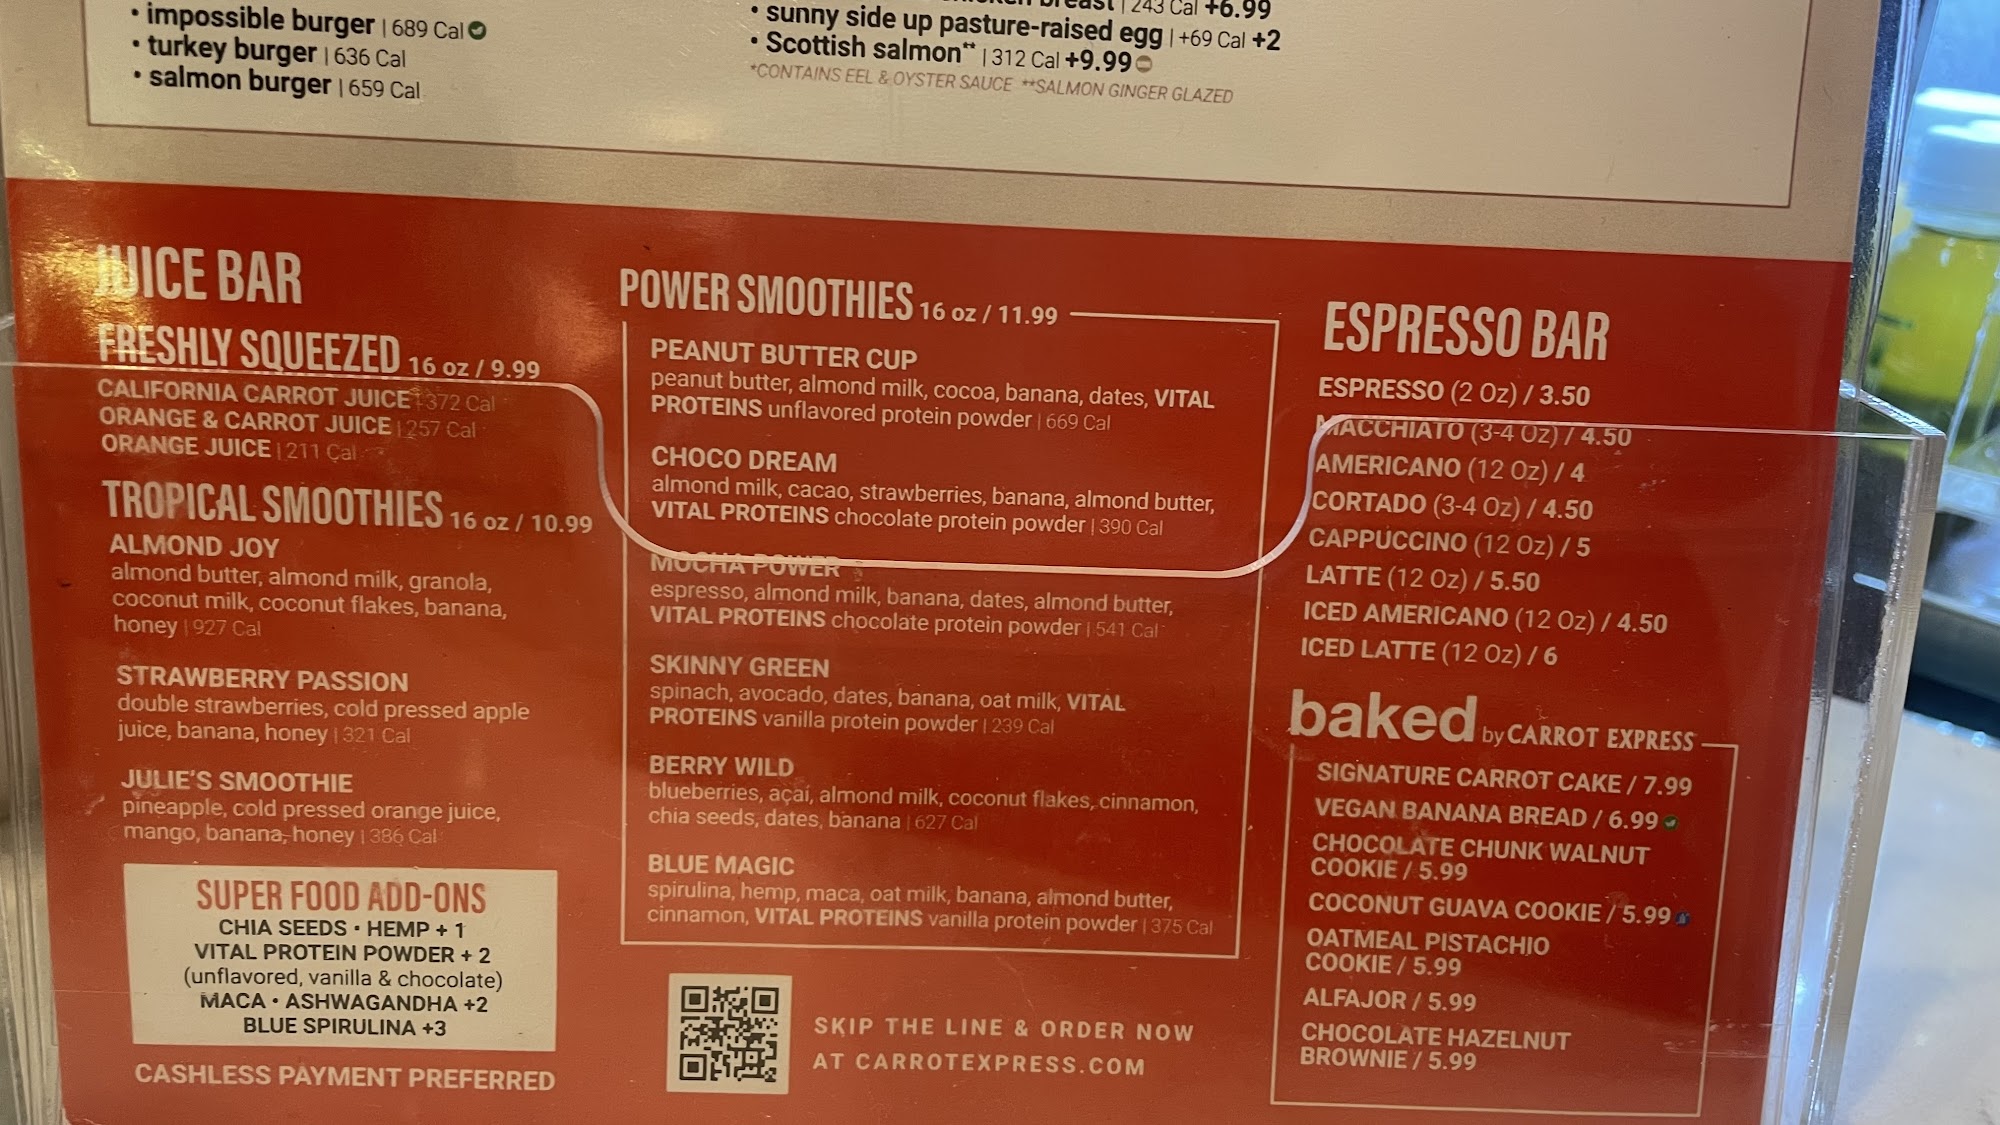 • impossible burger | 689 Cal
• turkey burger | 636 Cal
• salmon burger | 659 Cal
breast | 243 Cal +6.99
• sunny side up pasture-raised egg | +69 Cal +2
• Scottish salmon** | 312 Cal +9.99
*CONTAINS EEL & OYSTER SAUCE **SALMON GINGER GLAZED
JUICE BAR
FRESHLY SQUEEZED 16 oz / 9.99
CALIFORNIA CARROT JUICE | 372 Cal
ORANGE & CARROT JUICE | 257 Cal
ORANGE JUICE | 211 Cal
TROPICAL SMOOTHIES 16 oz / 10.99
ALMOND JOY
almond butter, almond milk, granola,
coconut milk, coconut flakes, banana,
honey | 927 Cal
STRAWBERRY PASSION
double strawberries, cold pressed apple
juice, banana, honey | 321 Cal
JULIE'S SMOOTHIE
pineapple, cold pressed orange juice,
mango, banana, honey | 386 Cal
SUPER FOOD ADD-ONS
CHIA SEEDS • HEMP + 1
VITAL PROTEIN POWDER + 2
(unflavored, vanilla & chocolate)
MACA • ASHWAGANDHA +2
BLUE SPIRULINA +3
CASHLESS PAYMENT PREFERRED
POWER SMOOTHIES 16 oz / 11.99
PEANUT BUTTER CUP
peanut butter, almond milk, cocoa, banana, dates, VITAL
PROTEINS unflavored protein powder | 669 Cal
CHOCO DREAM
almond milk, cacao, strawberries, banana, almond butter,
VITAL PROTEINS chocolate protein powder | 390 Cal
MOCHA POWER
espresso, almond milk, banana, dates, almond butter,
VITAL PROTEINS chocolate protein powder | 541 Cal
SKINNY GREEN
spinach, avocado, dates, banana, oat milk, VITAL
PROTEINS vanilla protein powder | 239 Cal
BERRY WILD
blueberries, açaí, almond milk, coconut flakes, cinnamon,
chia seeds, dates, banana | 627 Cal
BLUE MAGIC
spirulina, hemp, maca, oat milk, banana, almond butter,
cinnamon, VITAL PROTEINS vanilla protein powder | 375 Cal
SKIP THE LINE & ORDER NOW
AT CARROTEXPRESS.COM
ESPRESSO BAR
ESPRESSO (2 Oz) / 3.50
MACCHIATO (3-4 Oz) / 4.50
AMERICANO (12 Oz) / 4
CORTADO (3-4 Oz) / 4.50
CAPPUCCINO (12 Oz) / 5
LATTE (12 Oz) / 5.50
ICED AMERICANO (12 Oz) / 4.50
ICED LATTE (12 Oz) / 6
baked by CARROT EXPRESS
SIGNATURE CARROT CAKE / 7.99
VEGAN BANANA BREAD / 6.99
CHOCOLATE CHUNK WALNUT
COOKIE / 5.99
COCONUT GUAVA COOKIE / 5.99
OATMEAL PISTACHIO
COOKIE / 5.99
ALFAJOR / 5.99
CHOCOLATE HAZELNUT
BROWNIE / 5.99